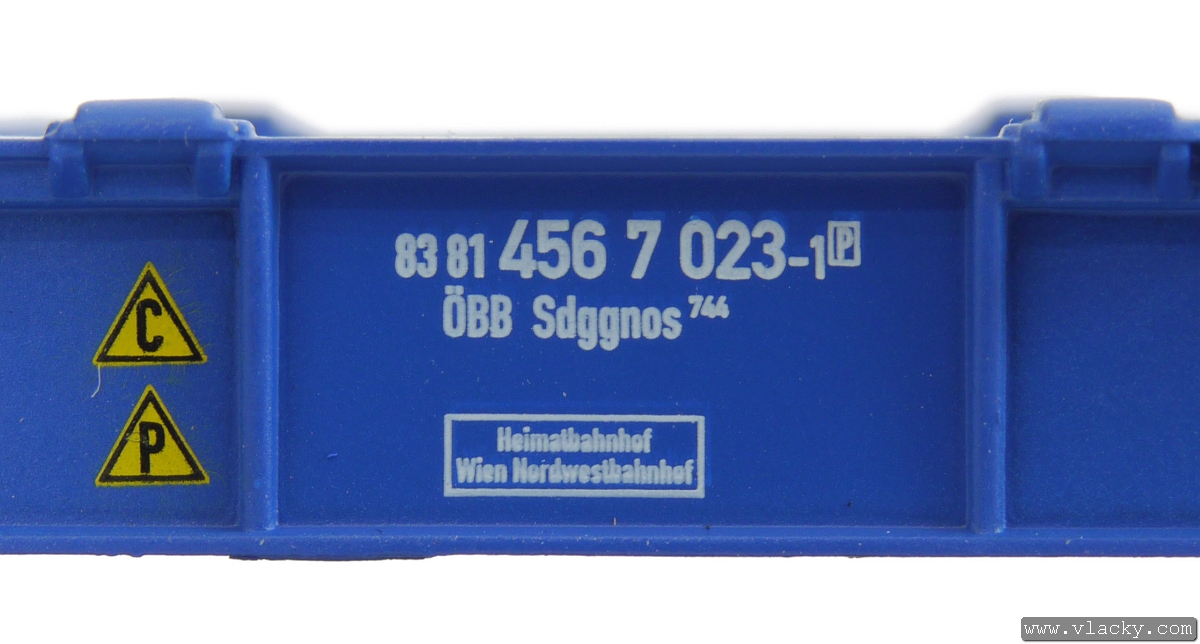 83 81 456 7 023-1 P
ÖBB Sdggnos 744
C
P
Heimatbahnhof
Wien Nordwestbahnhof
www.vlacky.com